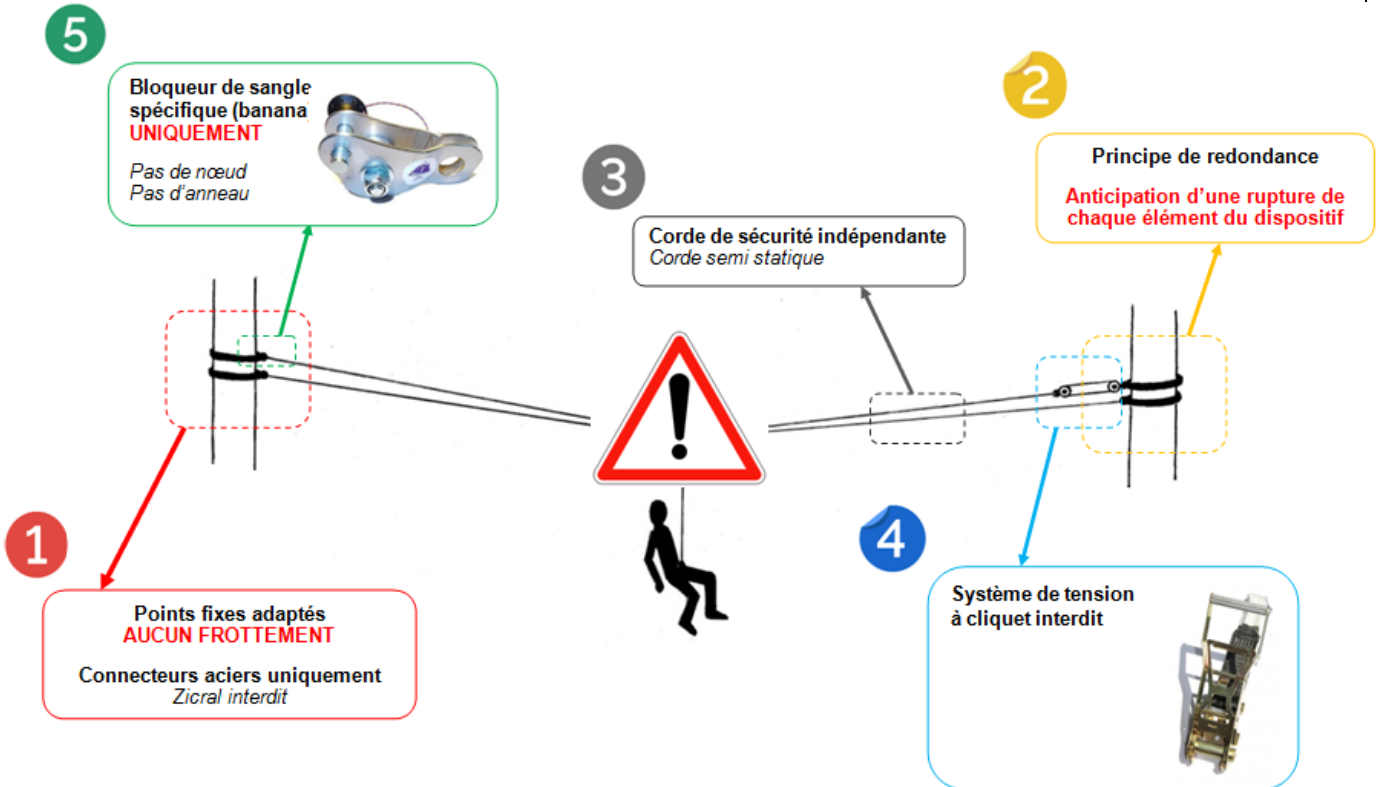 5
Bloqueur de sangle
spécifique (banana
UNIQUEMENT
Pas de nœud
Pas d'anneau
2
Principe de redondance
Anticipation d'une rupture de
chaque élément du dispositif
3
Corde de sécurité indépendante
Corde semi statique
1
Points fixes adaptés
AUCUN FROTTEMENT
Connecteurs aciers uniquement
Zicral interdit
4
Système de tension
à cliquet interdit